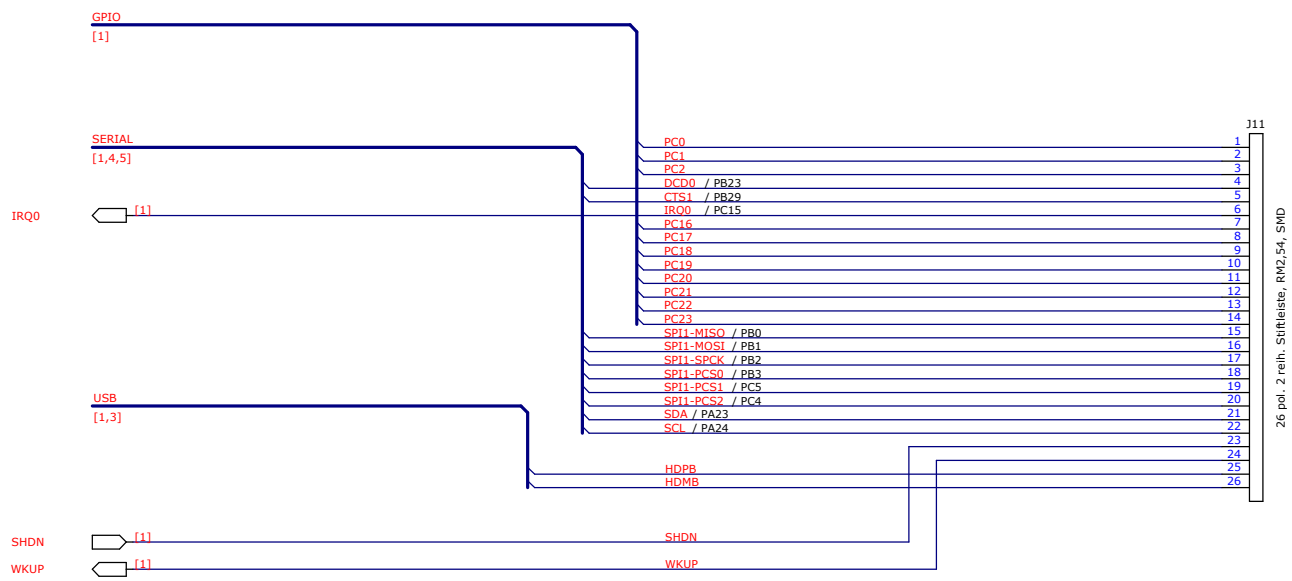 GPIO
[1]
SERIAL
[1,4,5]
J11
PC0 1
PC1 2
PC2 3
DCD0 / PB23 4
CTS1 / PB29 5
IRQ0 [1] IRQ0 / PC15 6
PC16 7
PC17 8
PC18 9
PC19 10
PC20 11
PC21 12
PC22 13
PC23 14
SPI1-MISO / PB0 15
SPI1-MOSI / PB1 16
SPI1-SPCK / PB2 17
SPI1-PCS0 / PB3 18
SPI1-PCS1 / PC5 19
SPI1-PCS2 / PC4 20
USB
[1,3]
SDA / PA23 21
SCL / PA24 22
23
24
HDPB 25
HDMB 26
26 pol. 2 reih. Stiftleiste, RM2,54, SMD
SHDN [1] SHDN
WKUP [1] WKUP